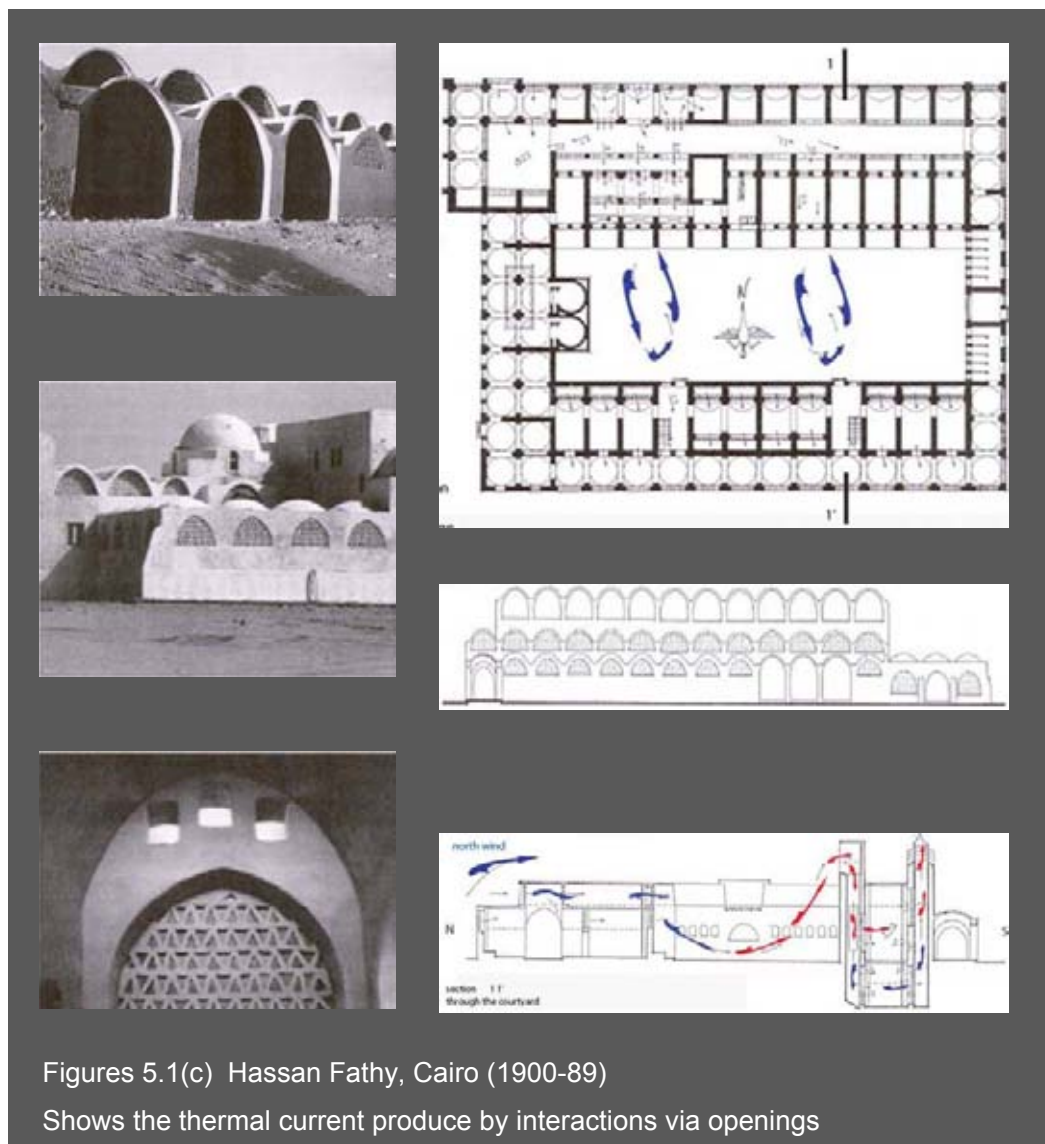 1
N
1'
north wind
N
S
section 1 1'
through the courtyard
Figures 5.1(c) Hassan Fathy, Cairo (1900-89)
Shows the thermal current produce by interactions via openings